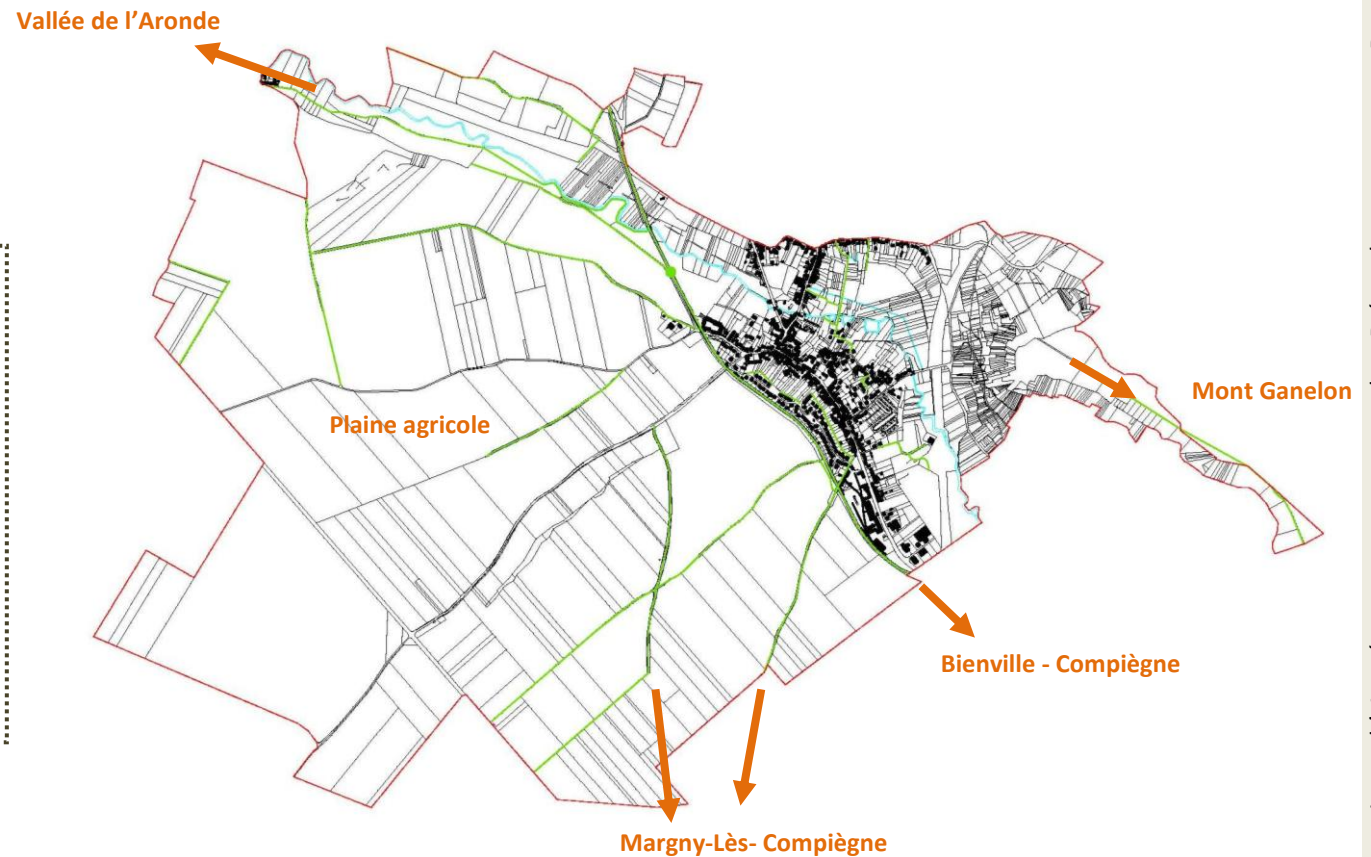 Vallée de l'Aronde
Mont Ganelon
Plaine agricole
Bienville - Compiègne
Margny-Lès- Compiègne